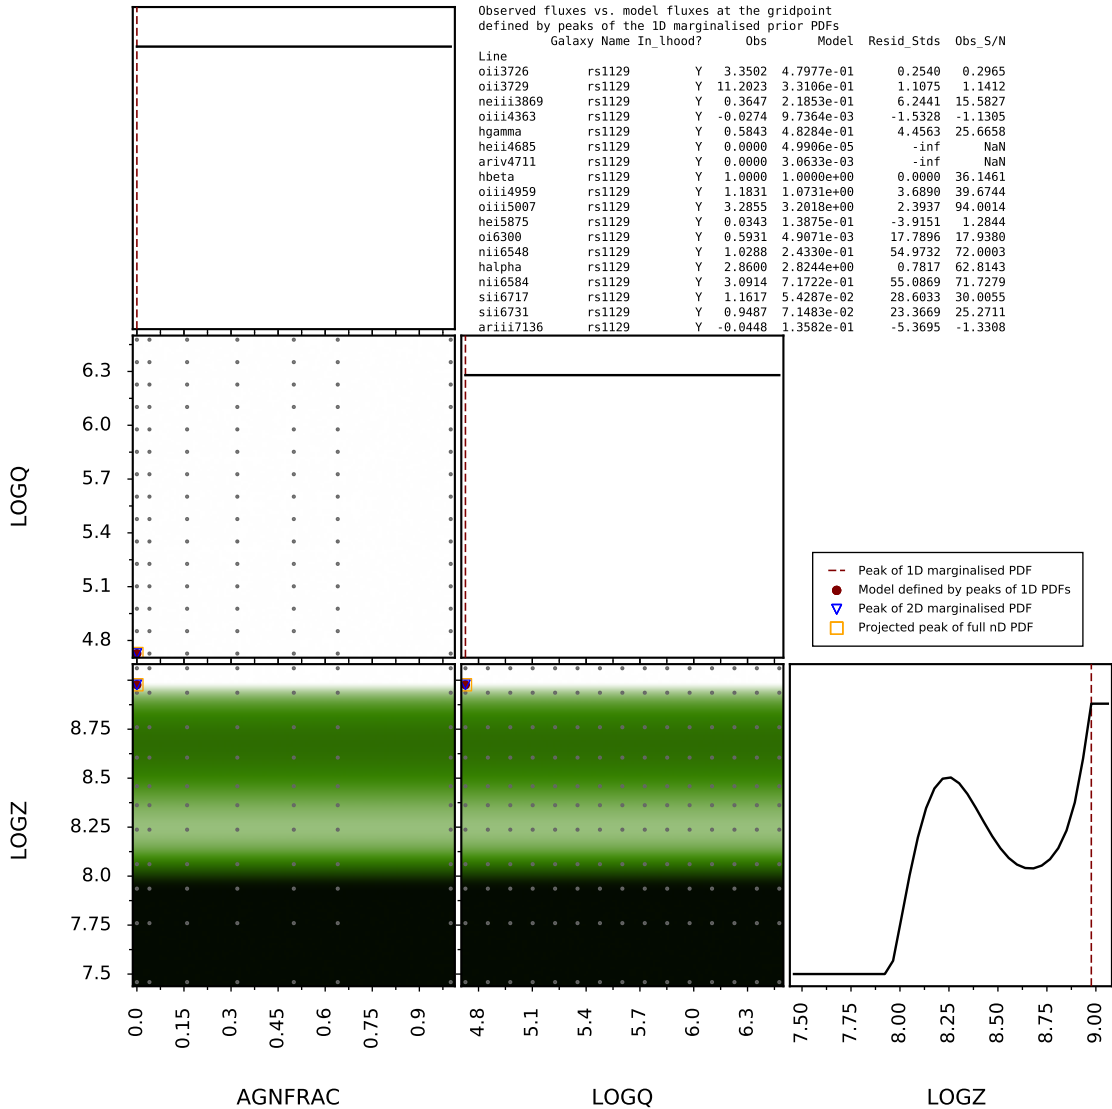 Observed fluxes vs. model fluxes at the gridpoint
defined by peaks of the 1D marginalised prior PDFs
Galaxy Name In_lhood? Obs Model Resid_Stds Obs_S/N
Line
oii3726 rs1129 Y 3.3502 4.7977e-01 0.2540 0.2965
oii3729 rs1129 Y 11.2023 3.3106e-01 1.1075 1.1412
neiii3869 rs1129 Y 0.3647 2.1853e-01 6.2441 15.5827
oiii4363 rs1129 Y -0.0274 9.7364e-03 -1.5328 -1.1305
hgamma rs1129 Y 0.5843 4.8284e-01 4.4563 25.6658
heii4685 rs1129 Y 0.0000 4.9906e-05 -inf NaN
ariv4711 rs1129 Y 0.0000 3.0633e-03 -inf NaN
hbeta rs1129 Y 1.0000 1.0000e+00 0.0000 36.1461
oiii4959 rs1129 Y 1.1831 1.0731e+00 3.6890 39.6744
oiii5007 rs1129 Y 3.2855 3.2018e+00 2.3937 94.0014
hei5875 rs1129 Y 0.0343 1.3875e-01 -3.9151 1.2844
oi6300 rs1129 Y 0.5931 4.9071e-03 17.7896 17.9380
nii6548 rs1129 Y 1.0288 2.4330e-01 54.9732 72.0003
halpha rs1129 Y 2.8600 2.8244e+00 0.7817 62.8143
nii6584 rs1129 Y 3.0914 7.1722e-01 55.0869 71.7279
sii6717 rs1129 Y 1.1617 5.4287e-02 28.6033 30.0055
sii6731 rs1129 Y 0.9487 7.1483e-02 23.3669 25.2711
ariii7136 rs1129 Y -0.0448 1.3582e-01 -5.3695 -1.3308
LOGQ
6.3
6.0
5.7
5.4
5.1
4.8
Peak of 1D marginalised PDF
Model defined by peaks of 1D PDFs
Peak of 2D marginalised PDF
Projected peak of full nD PDF
LOGZ
8.75
8.5
8.25
8.0
7.75
7.5
0.0 0.15 0.3 0.45 0.6 0.75 0.9
4.8 5.1 5.4 5.7 6.0 6.3
7.50 7.75 8.00 8.25 8.50 8.75 9.00
AGNFRAC LOGQ LOGZ